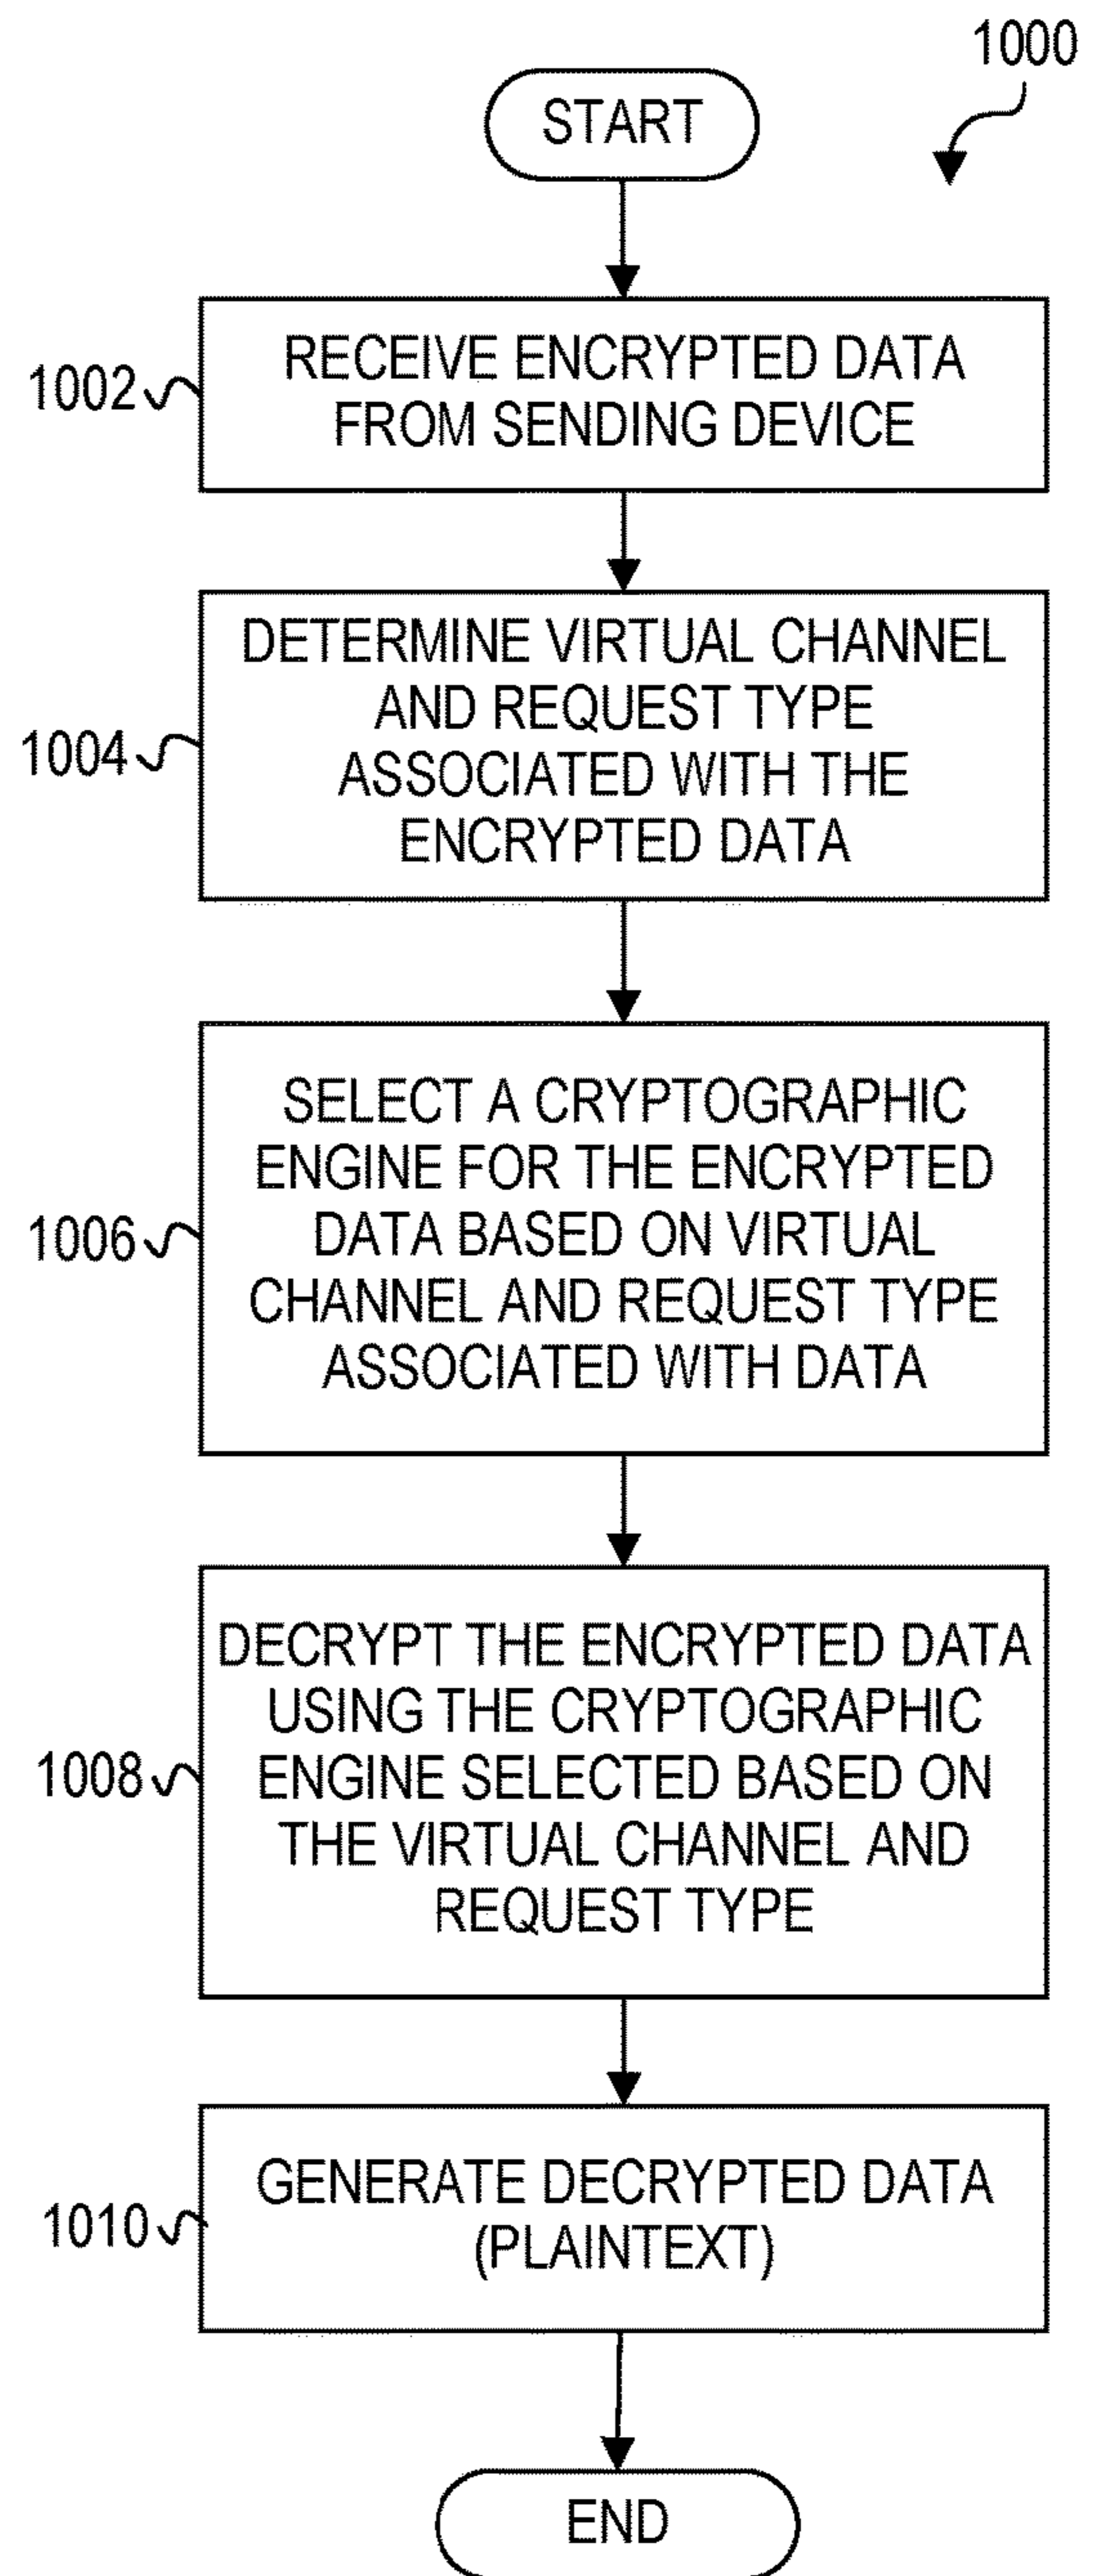 1000
START
1002
RECEIVE ENCRYPTED DATA
FROM SENDING DEVICE
1004
DETERMINE VIRTUAL CHANNEL
AND REQUEST TYPE
ASSOCIATED WITH THE
ENCRYPTED DATA
1006
SELECT A CRYPTOGRAPHIC
ENGINE FOR THE ENCRYPTED
DATA BASED ON VIRTUAL
CHANNEL AND REQUEST TYPE
ASSOCIATED WITH DATA
1008
DECRYPT THE ENCRYPTED DATA
USING THE CRYPTOGRAPHIC
ENGINE SELECTED BASED ON
THE VIRTUAL CHANNEL AND
REQUEST TYPE
1010
GENERATE DECRYPTED DATA
(PLAINTEXT)
END